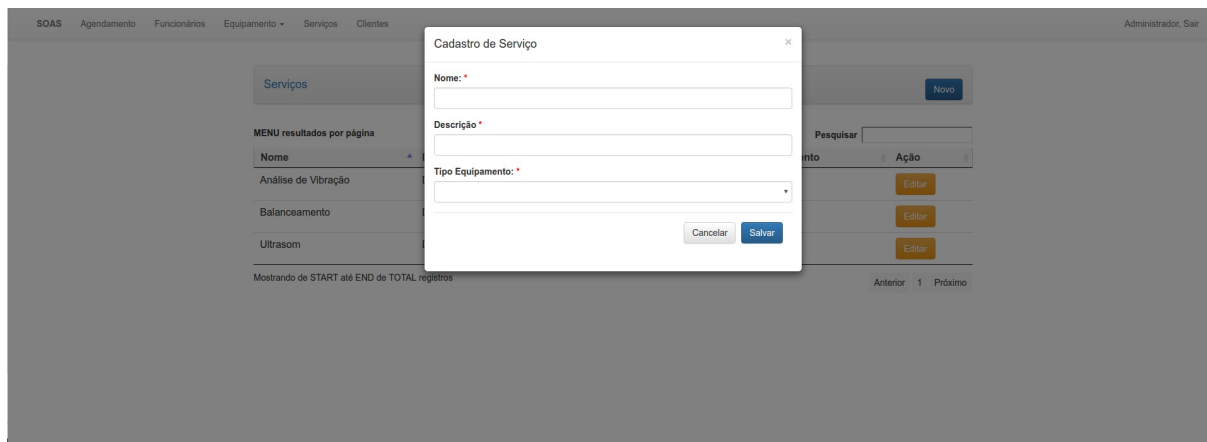 SOAS Agendamento Funcionários Equipamento Serviços Clientes Administrador, Sair
Cadastro de Serviço ×
Nome: *
Serviços Novo
Descrição *
MENU resultados por página Pesquisar
Nome Ação
Tipo Equipamento: *
Análise de Vibração Editar
Balanceamento Editar
Cancelar Salvar
Ultrasom Editar
Mostrando de START até END de TOTAL registros
Anterior 1 Próximo